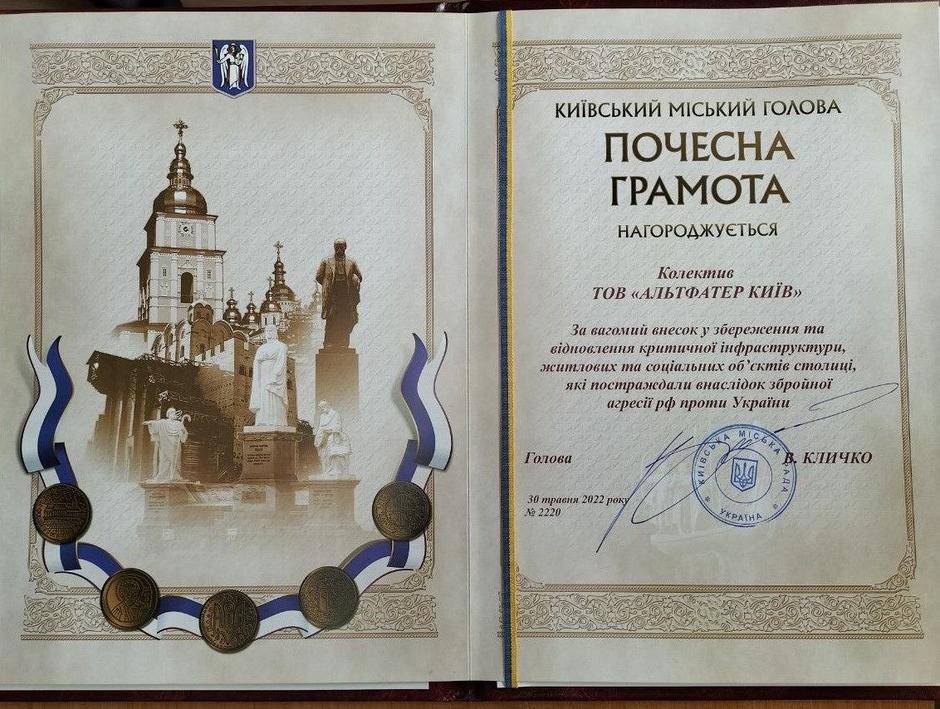 КИЇВСЬКИЙ МІСЬКИЙ ГОЛОВА
ПОЧЕСНА
ГРАМОТА
НАГОРОДЖУЄТЬСЯ
Колектив
ТОВ «АЛЬТФАТЕР КИЇВ»
За вагомий внесок у збереження та
відновлення критичної інфраструктури,
житлових та соціальних об’єктів столиці,
які постраждали внаслідок збройної
агресії рф проти України
Голова
В. КЛИЧКО
КИЇВСЬКА МІСЬКА РАДА
УКРАЇНА
30 травня 2022 року
№ 2220